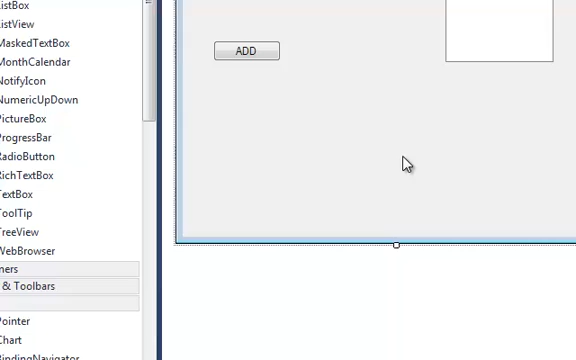 istBox
istView
MaskedTextBox
MonthCalendar
NotifyIcon
NumericUpDown
PictureBox
ProgressBar
RadioButton
RichTextBox
TextBox
ToolTip
TreeView
WebBrowser
ners
& Toolbars
Pointer
Chart
BindingNavigator
ADD